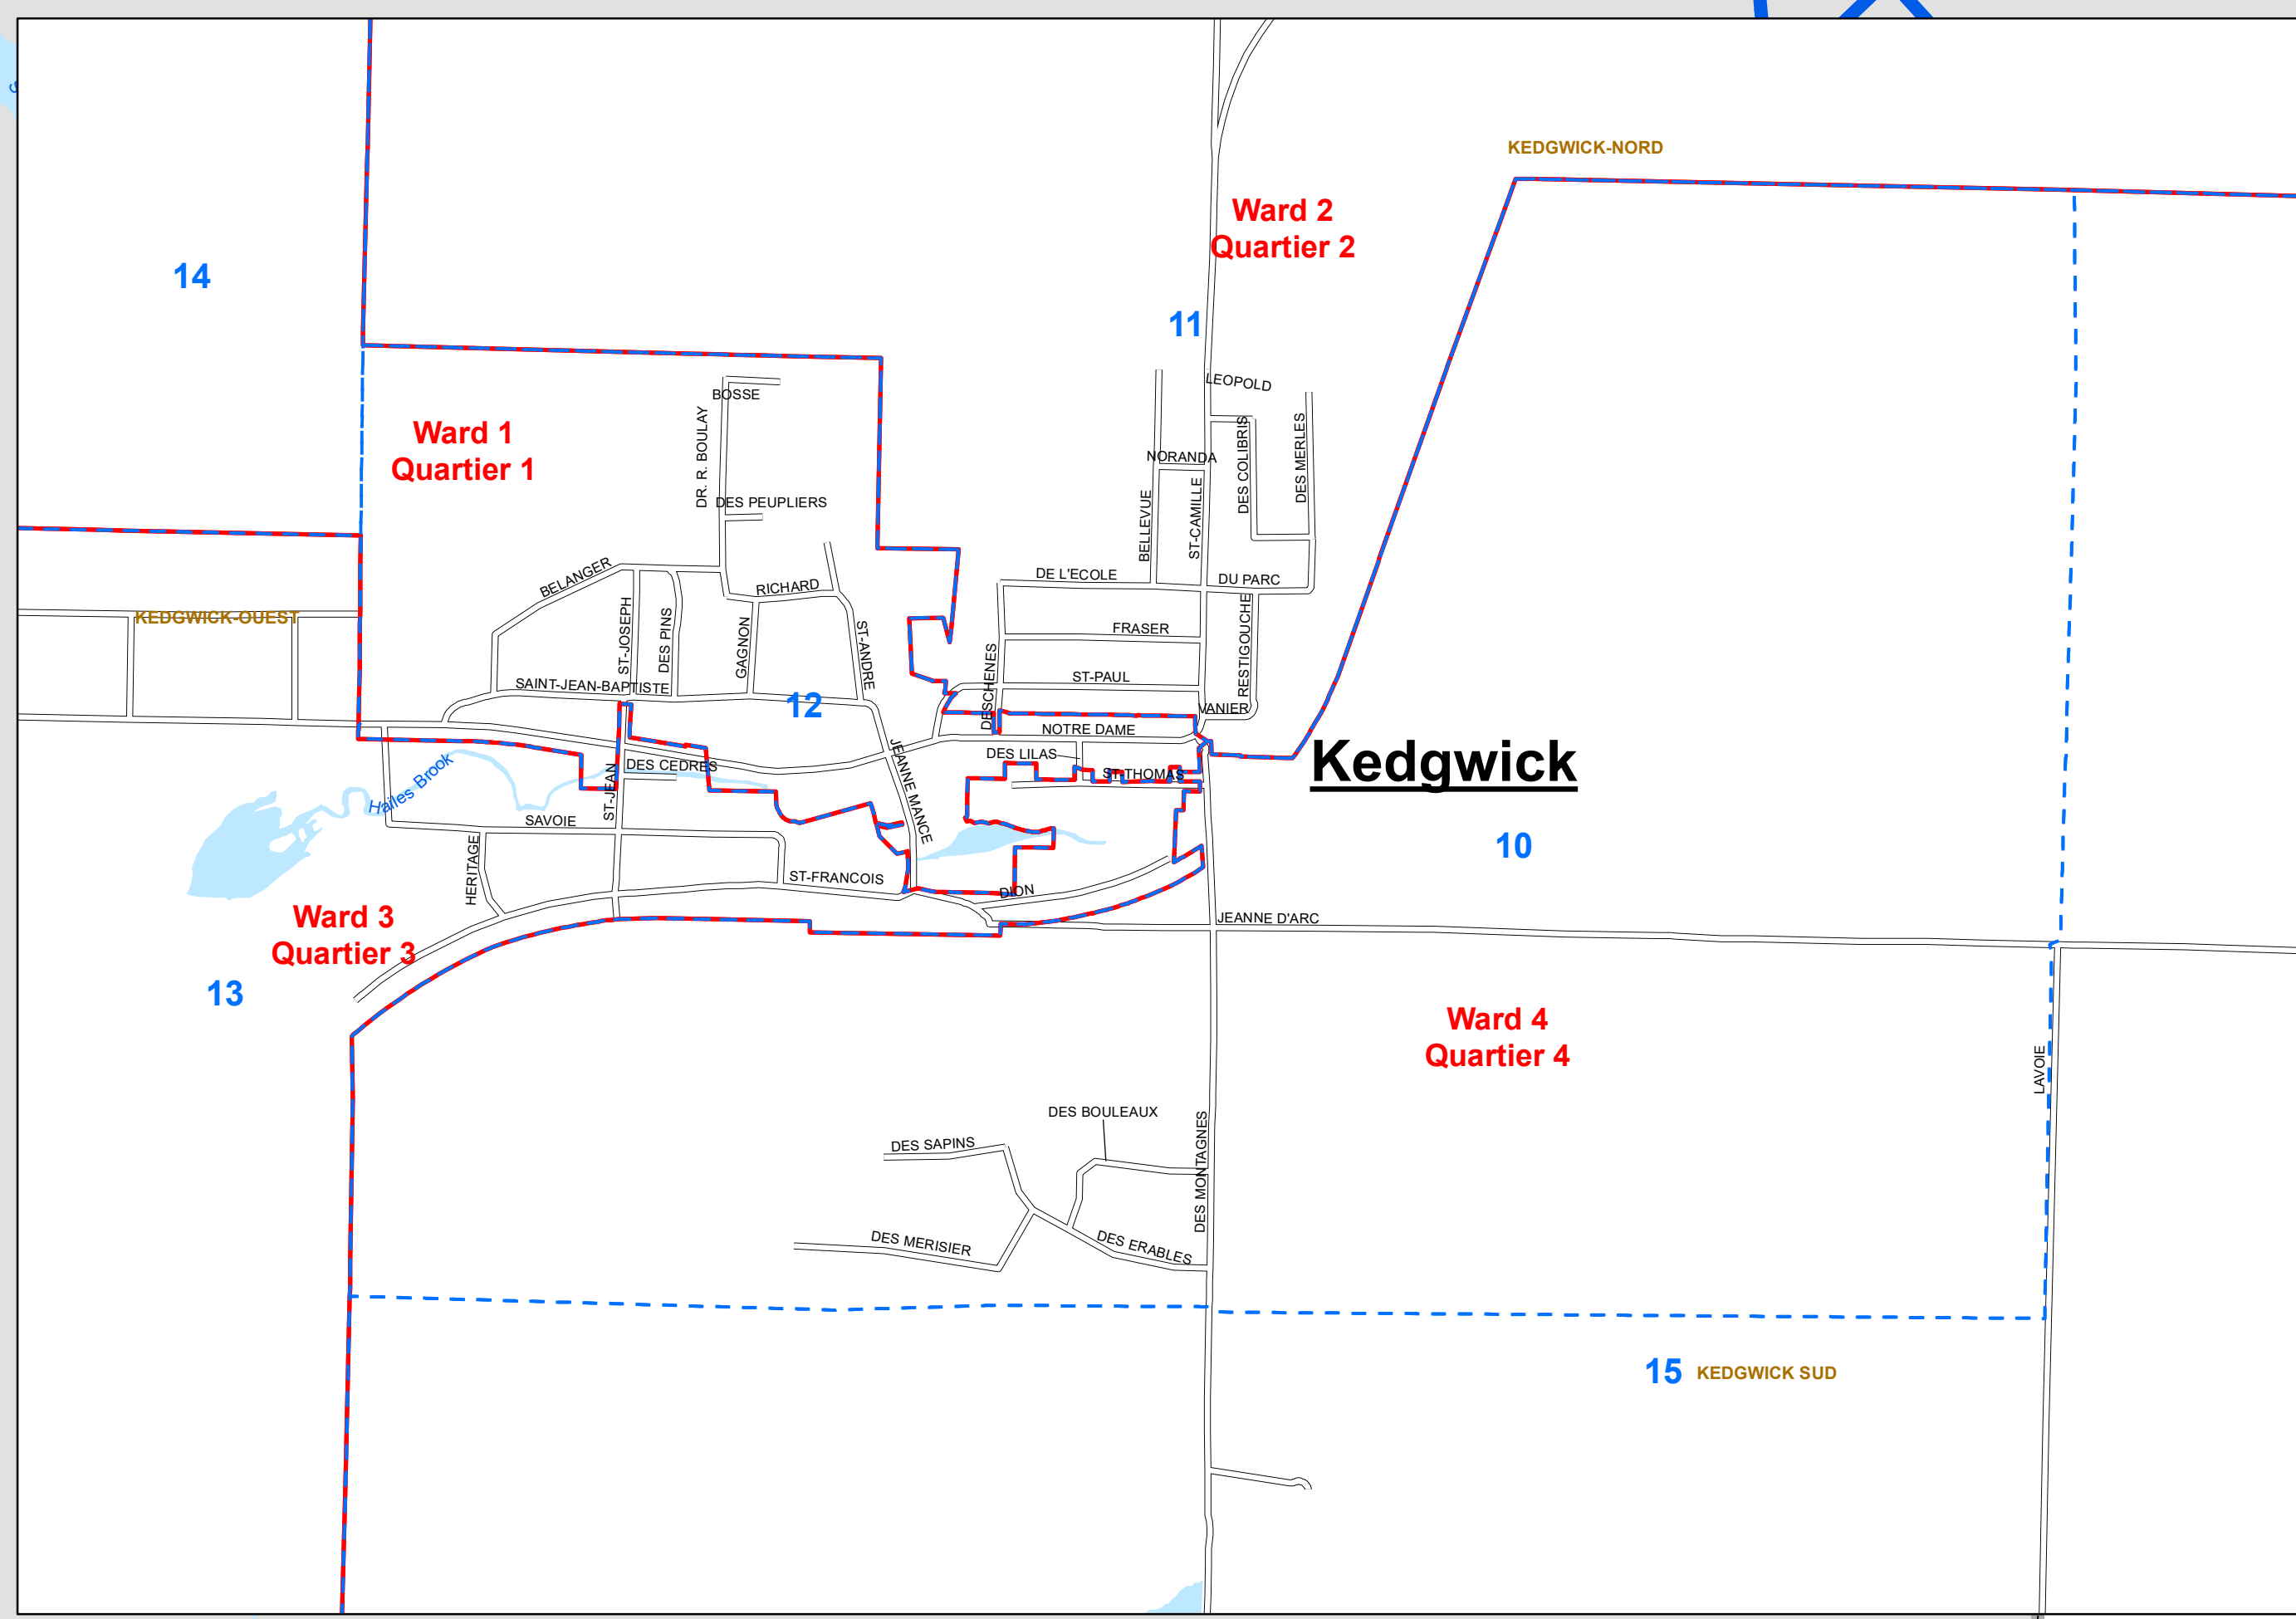 KEDGWICK-NORD
Ward 2
Quartier 2
14
11
LEOPOLD
BOSSE
Ward 1
Quartier 1
DR. R. BOULAY
DES COLIBRIS
DES MERLES
NORANDA
DES PEUPLIERS
BELLEVUE
ST-CAMILLE
BELANGER
RICHARD
DE L'ECOLE
DU PARC
KEDGWICK-OUEST
ST-JOSEPH
DES PINS
GAGNON
ST-ANDRE
FRASER
RESTIGOUCHE
SAINT-JEAN-BAPTISTE
DESCHENES
ST-PAUL
12
VANIER
NOTRE DAME
DES LILAS
Kedgwick
DES CEDRES
ST-THOMAS
Hailes Brook
ST-JEAN
JEANNE MANCE
SAVOIE
10
HERITAGE
ST-FRANCOIS
DION
Ward 3
Quartier 3
JEANNE D'ARC
13
Ward 4
Quartier 4
LAVOIE
DES BOULEAUX
DES SAPINS
DES MONTAGNES
DES MERISIER
DES ERABLES
15
KEDGWICK SUD